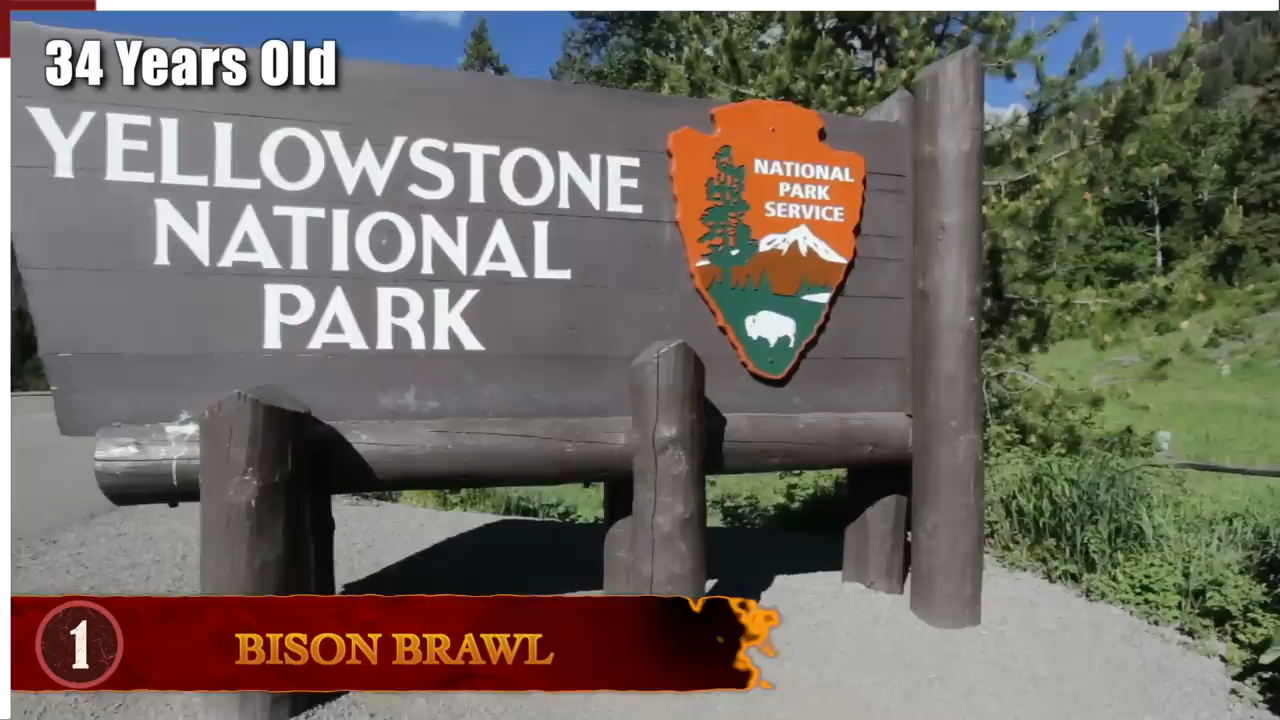 34 Years Old
YELLOWSTONE
NATIONAL
PARK
NATIONAL
PARK
SERVICE
1
BISON BRAWL